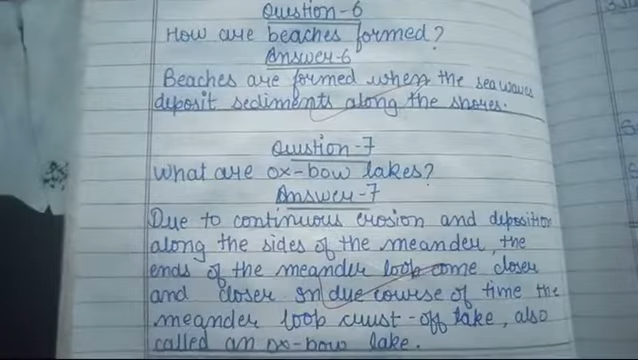 Question-6
How are beaches formed?
Answer-6
Beaches are formed when the sea waves
deposit sediments along the shores.
Question-7
What are ox-bow lakes?
Answer-7
Due to continuous erosion and deposition
along the sides of the meander, the
ends of the meander loop come closer
and closer In due course of time the
meander loop cuust-off lake, also
called an ox-bow lake.